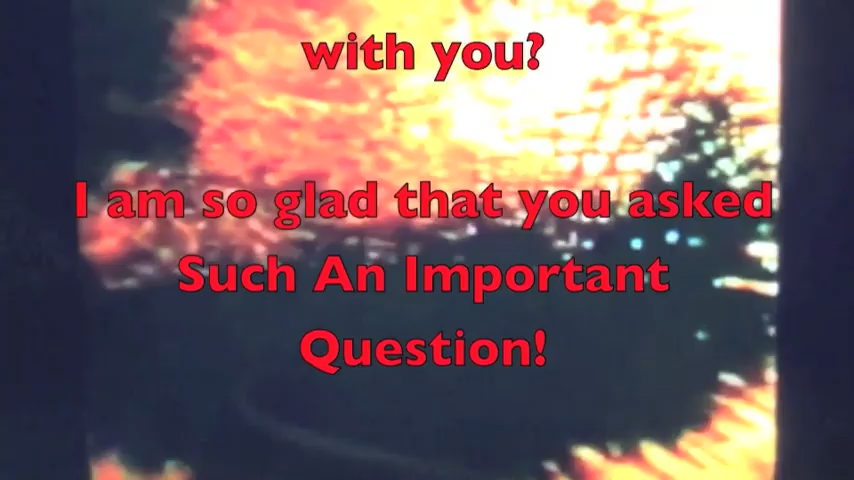 with you?
I am so glad that you asked
Such An Important
Question!